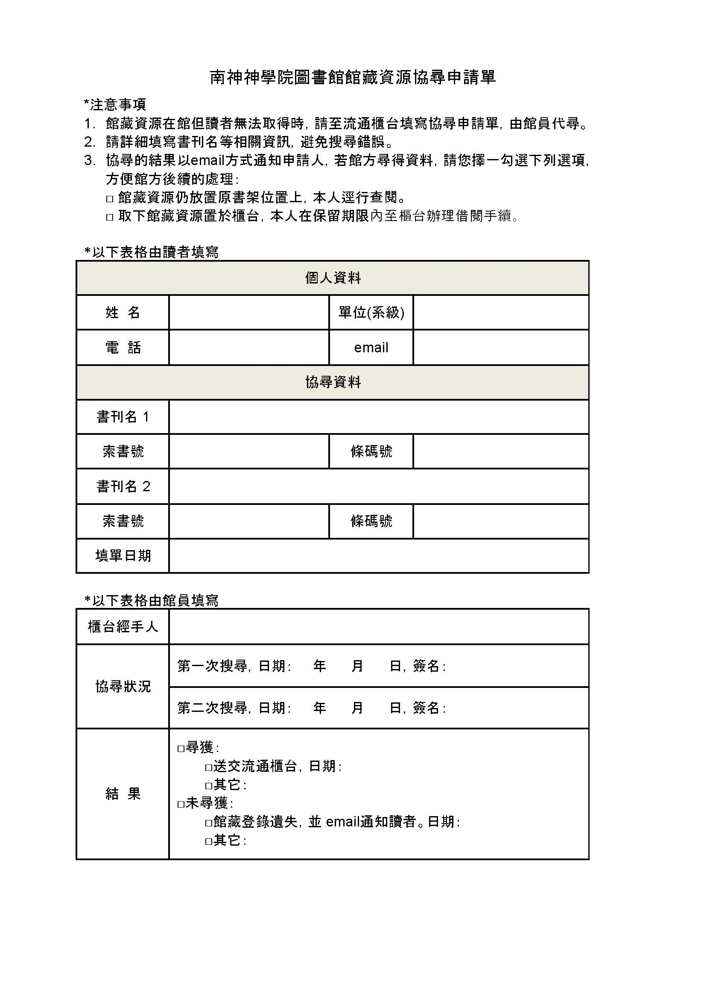 南神神學院圖書館館藏資源協尋申請單
*注意事項
1. 館藏資源在館但讀者無法取得時，請至流通櫃台填寫協尋申請單，由館員代尋。
2. 請詳細填寫書刊名等相關資訊，避免搜尋錯誤。
3. 協尋的結果以email方式通知申請人，若館方尋得資料，請您擇一勾選下列選項，
方便館方後續的處理：
□ 館藏資源仍放置原書架位置上，本人逕行查閱。
□ 取下館藏資源置於櫃台，本人在保留期限內至櫃台辦理借閱手續。
*以下表格由讀者填寫
個人資料
姓 名 單位(系級)
電 話 email
協尋資料
書刊名 1
索書號 條碼號
書刊名 2
索書號 條碼號
填單日期
*以下表格由館員填寫
櫃台經手人
協尋狀況
第一次搜尋，日期： 年 月 日，簽名：
第二次搜尋，日期： 年 月 日，簽名：
結 果
□尋獲：
□送交流通櫃台，日期：
□其它：
□未尋獲：
□館藏登錄遺失，並 email通知讀者。日期：
□其它：